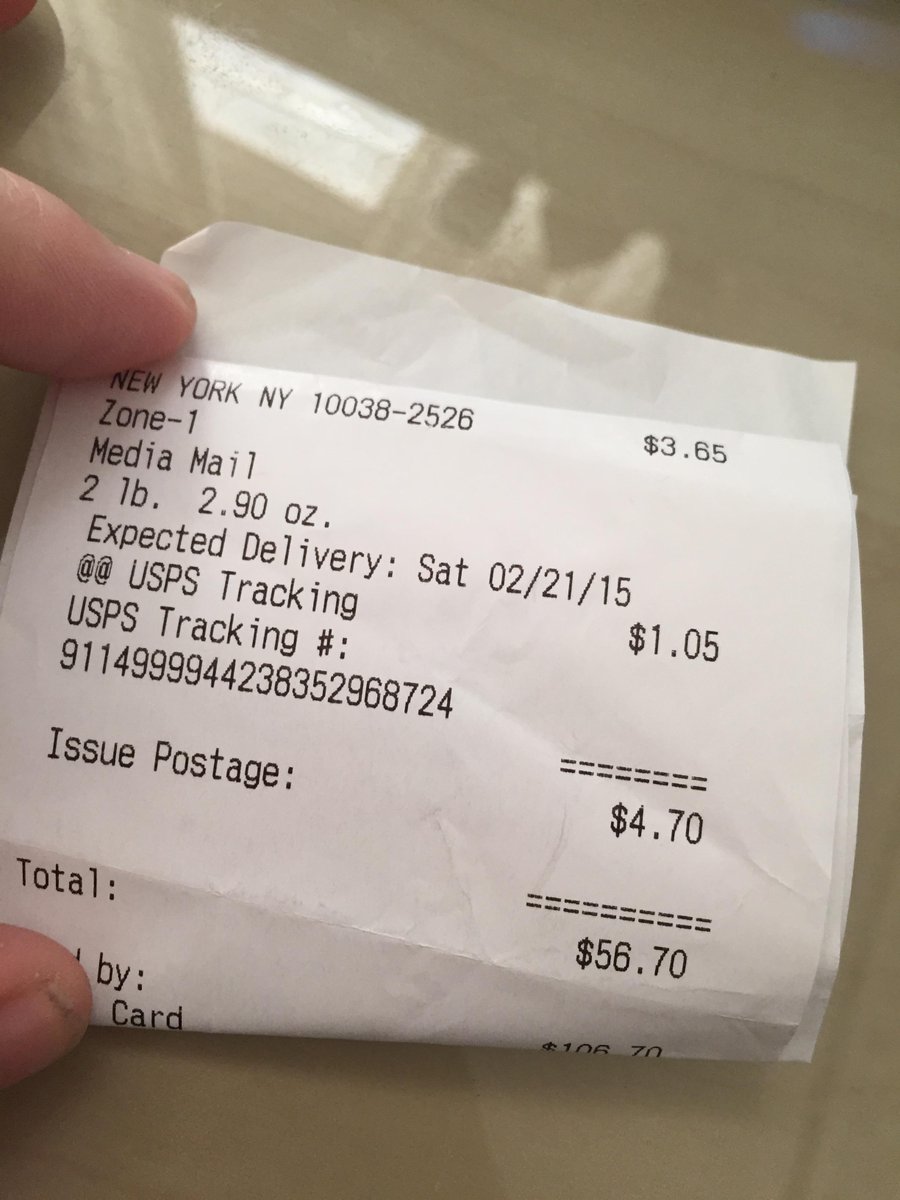 NEW YORK NY 10038-2526
Zone-1 $3.65
Media Mail
2 lb. 2.90 oz.
Expected Delivery: Sat 02/21/15
@@ USPS Tracking $1.05
USPS Tracking #:
9114999944238352968724
========
Issue Postage: $4.70
==========
Total: $56.70
by:
Card $106.70